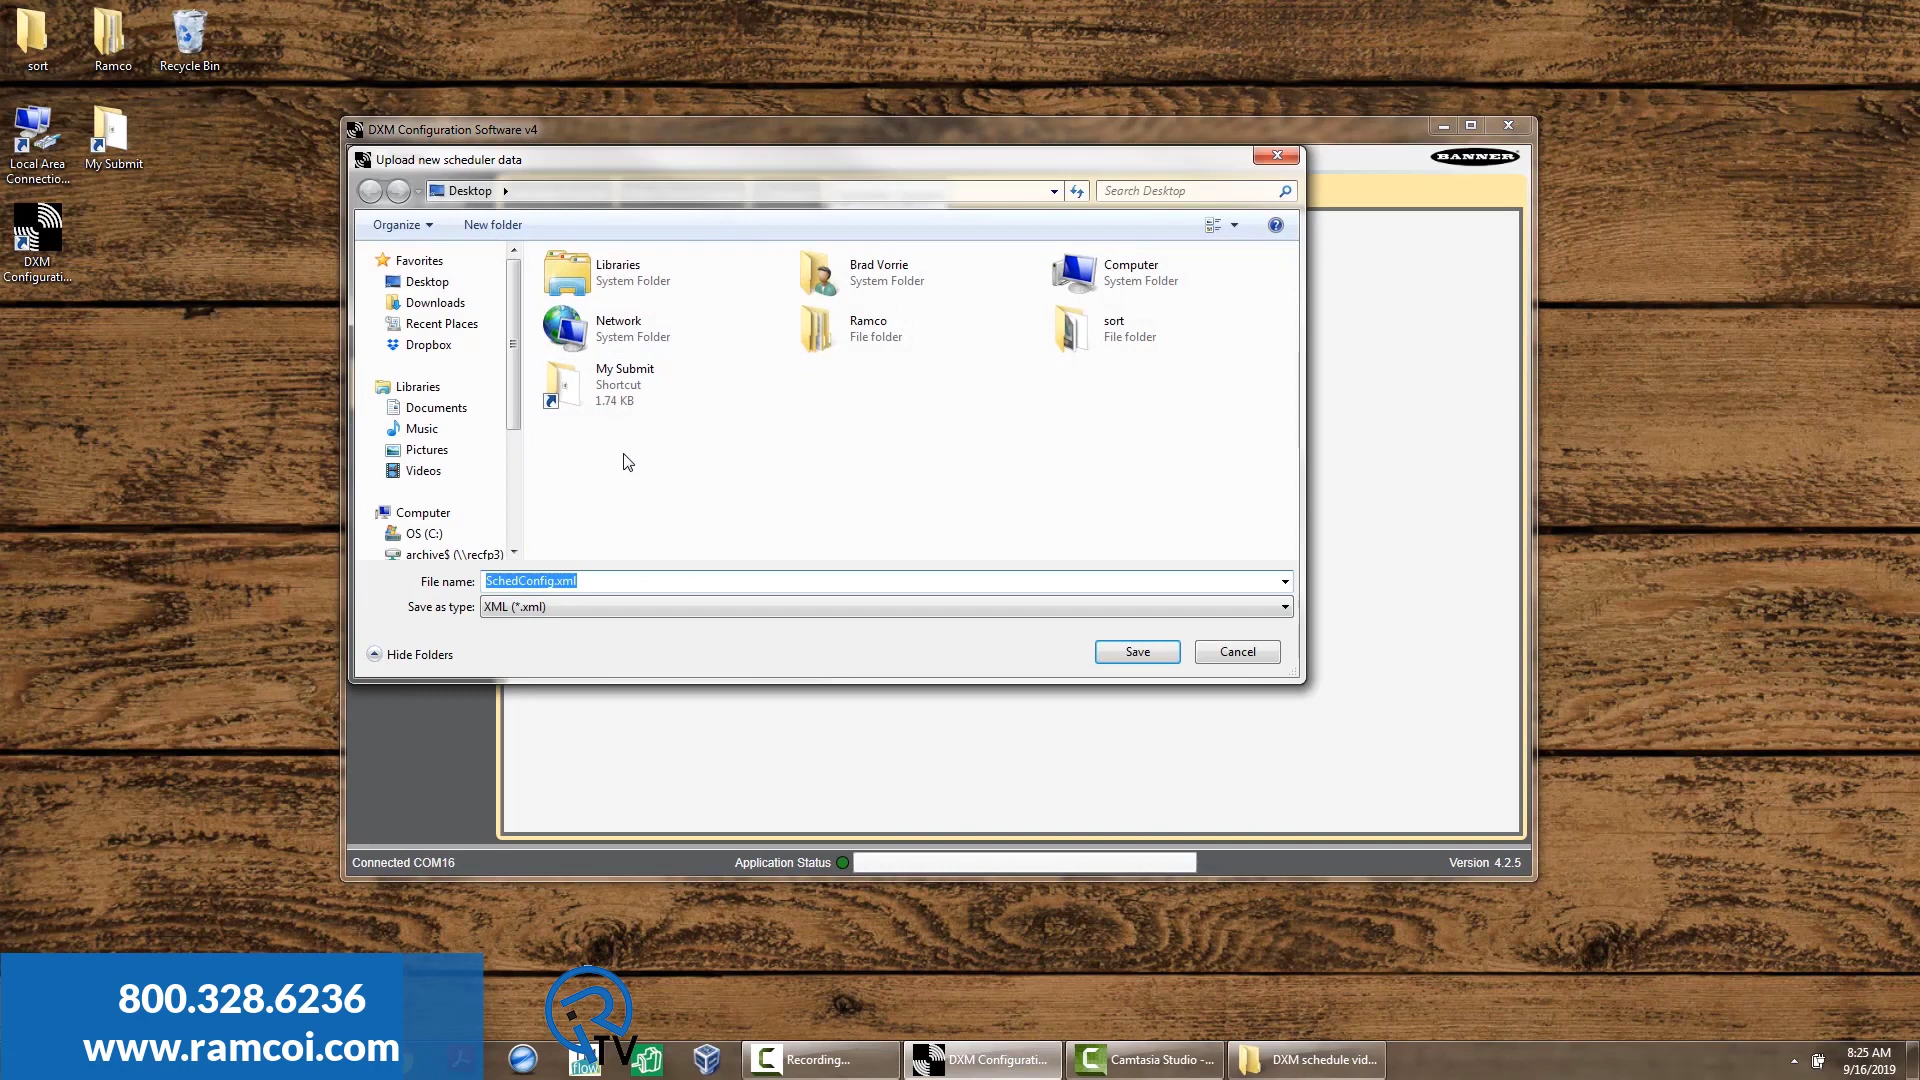 sort
Ramco
Recycle Bin
Local Area
Connectio...
My Submit
DXM
Configurati...
DXM Configuration Software v4
BANNER
Upload new scheduler data
Desktop
Search Desktop
Organize
New folder
Favorites
Desktop
Downloads
Recent Places
Dropbox
Libraries
Documents
Music
Pictures
Videos
Computer
OS (C:)
archive$ (\\recfp3)
Libraries
System Folder
Brad Vorrie
System Folder
Computer
System Folder
Network
System Folder
Ramco
File folder
sort
File folder
My Submit
Shortcut
1.74 KB
File name: SchedConfig.xml
Save as type: XML (*.xml)
Hide Folders
Save
Cancel
Connected COM16
Application Status
Version 4.2.5
800.328.6236
www.ramcoi.com
R
TV
flow
Recording...
DXM Configurati...
Camtasia Studio -...
DXM schedule vid...
8:25 AM
9/16/2019